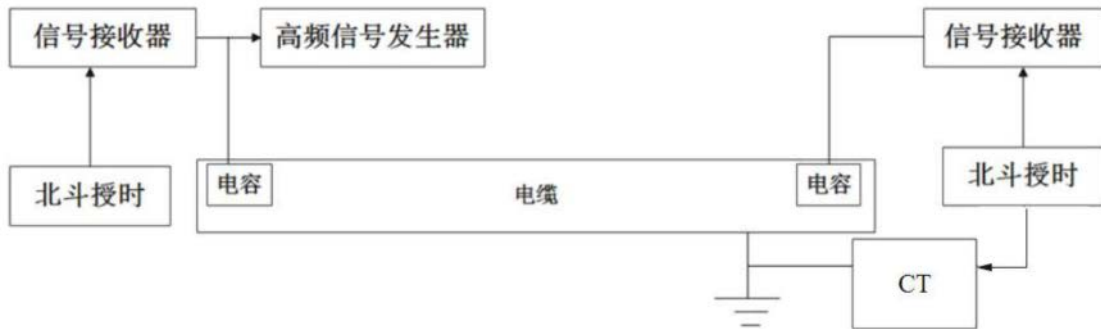 信号接收器
高频信号发生器
信号接收器
北斗授时
电容
电缆
电容
北斗授时
CT